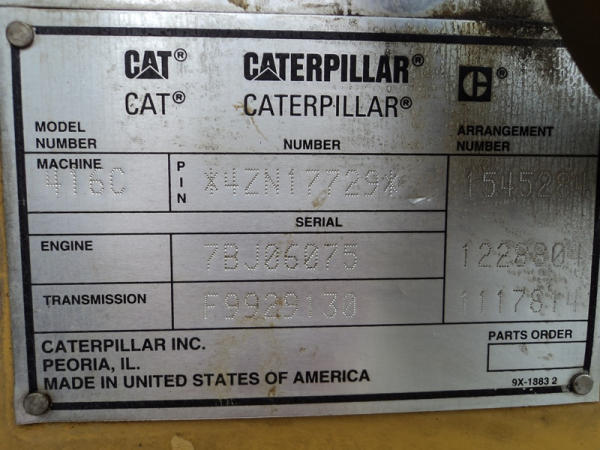 CAT® CATERPILLAR® C®
CAT® CATERPILLAR®
MODEL NUMBER NUMBER ARRANGEMENT NUMBER
MACHINE 416C PIN *4ZN17729*
SERIAL
ENGINE 7BJ06075 1228804
TRANSMISSION F9929130
PARTS ORDER
CATERPILLAR INC.
PEORIA, IL.
MADE IN UNITED STATES OF AMERICA
9X-1883 2